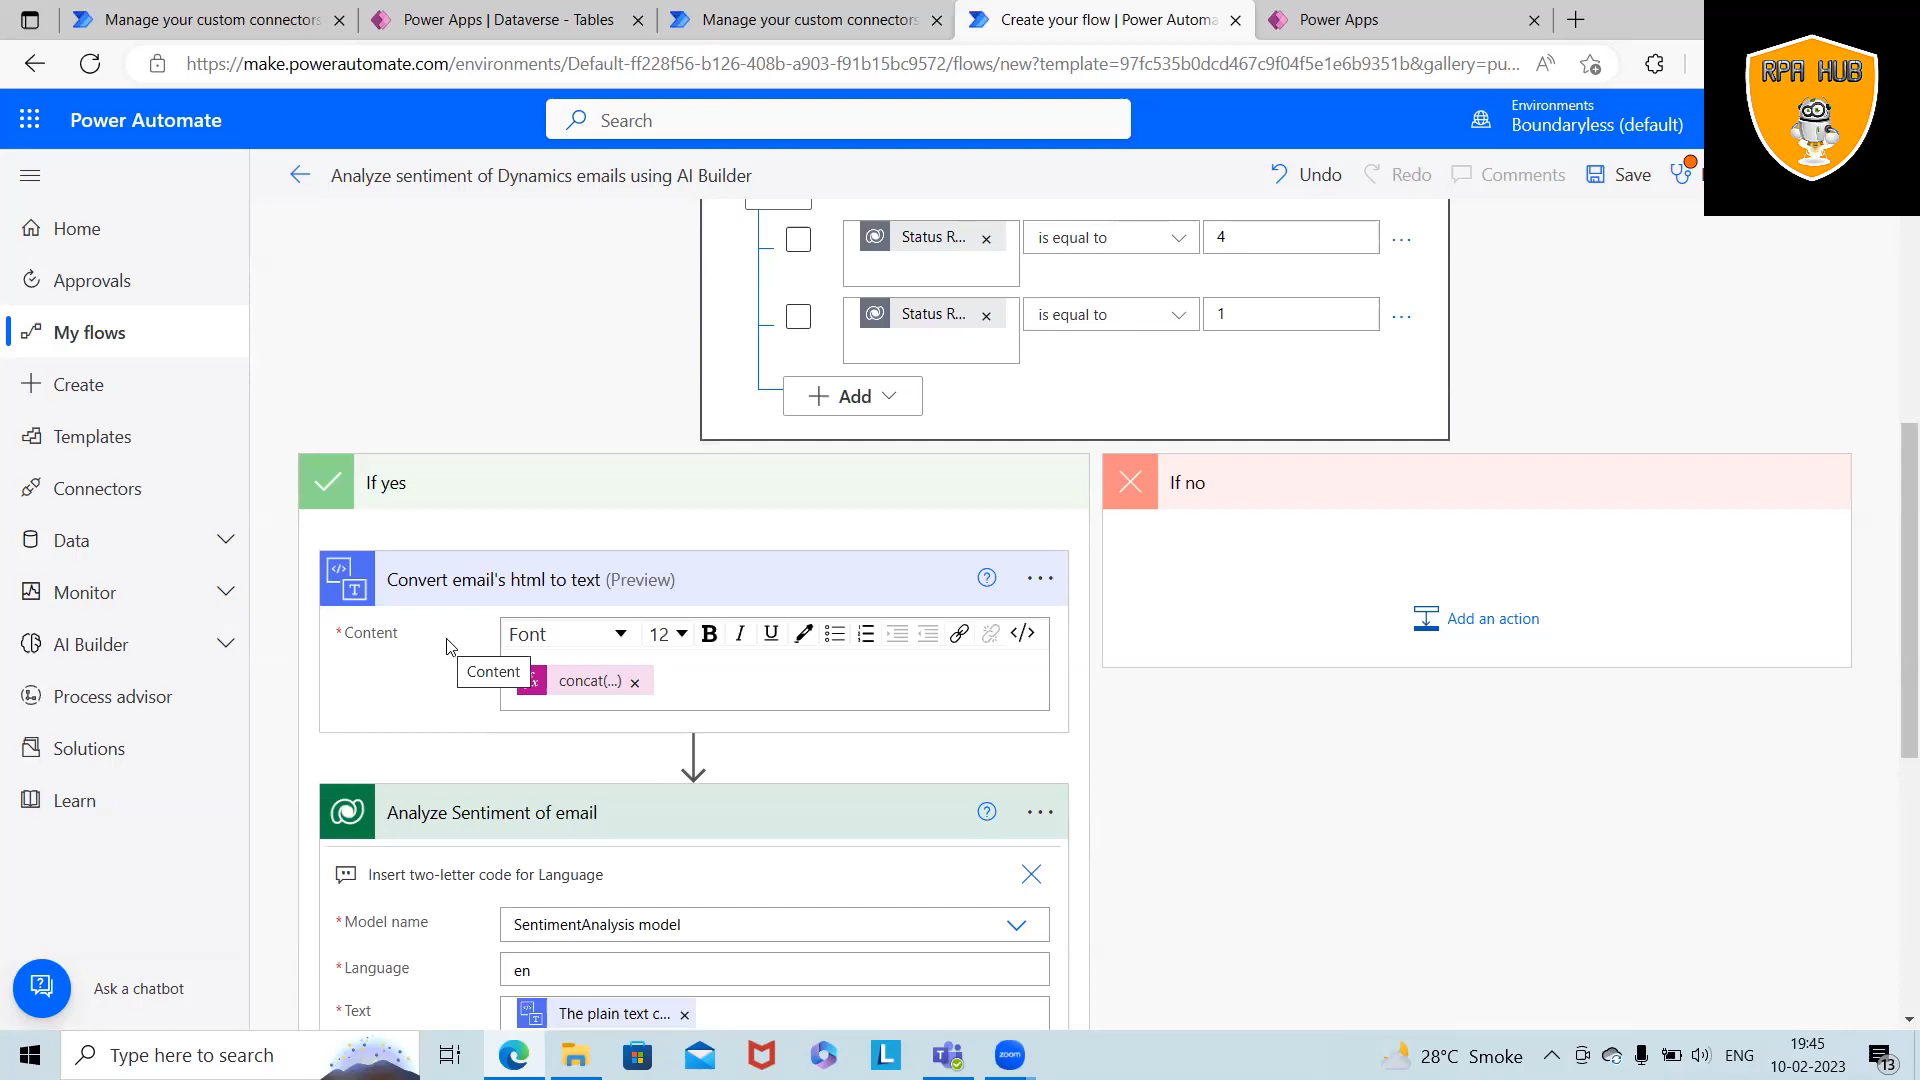 Manage your custom connectors
Power Apps | Dataverse - Tables
Manage your custom connectors
Create your flow | Power Automa
Power Apps
https://make.powerautomate.com/environments/Default-ff228f56-b126-408b-a903-f91b15bc9572/flows/new?template=97fc535b0dcd467c9f04f5e1e6b9351b&gallery=pu...
RPA HUB
Power Automate
Search
Environments
Boundaryless (default)
Analyze sentiment of Dynamics emails using AI Builder
Undo
Redo
Comments
Save
Home
Approvals
My flows
Create
Templates
Connectors
Data
Monitor
AI Builder
Process advisor
Solutions
Learn
Ask a chatbot
Status R... is equal to 4
Status R... is equal to 1
Add
If yes
If no
Convert email's html to text (Preview)
* Content
Font 12 B I U
Content
concat(...)
Add an action
Analyze Sentiment of email
Insert two-letter code for Language
* Model name SentimentAnalysis model
* Language en
* Text The plain text c...
Type here to search
L
zoom
28°C Smoke
ENG
19:45
10-02-2023
13